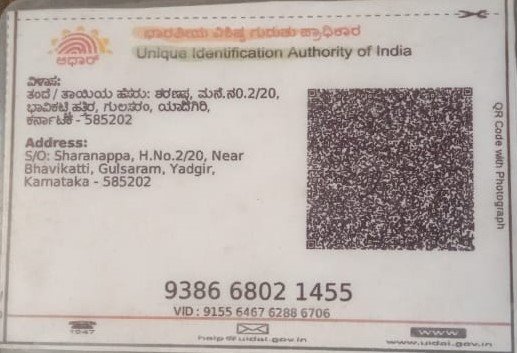 ಆಧಾರ್
ಭಾರತೀಯ ವಿಶಿಷ್ಟ ಗುರುತು ಪ್ರಾಧಿಕಾರ
Unique Identification Authority of India
ವಿಳಾಸ:
ತಂದೆ / ತಾಯಿಯ ಹೆಸರು: ಶರಣಪ್ಪ, ಮನೆ.ನ0.2/20,
ಭಾವಿಕಟ್ಟಿ ಹತ್ತಿರ, ಗುಲಸರಂ, ಯಾದಗಿರಿ,
ಕರ್ನಾಟಕ - 585202
Address:
S/O: Sharanappa, H.No.2/20, Near
Bhavikatti, Gulsaram, Yadgir,
Karnataka - 585202
QR Code with Photograph
9386 6802 1455
VID : 9155 6467 6288 6706
1947
help@uidai.gov.in
www
www.uidai.gov.in